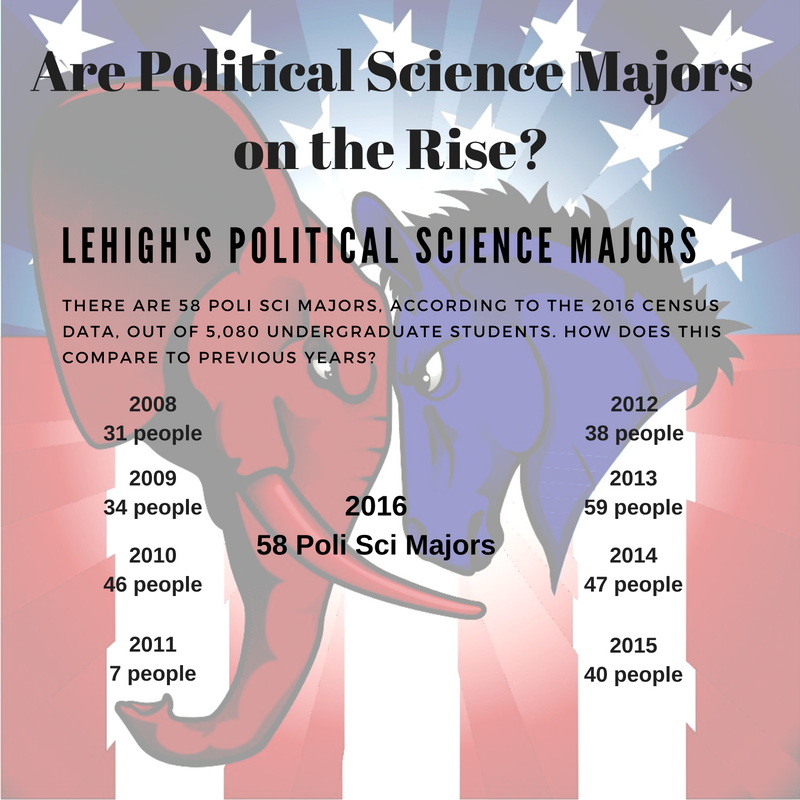 Are Political Science Majors
on the Rise?
LEHIGH'S POLITICAL SCIENCE MAJORS
THERE ARE 58 POLI SCI MAJORS, ACCORDING TO THE 2016 CENSUS
DATA, OUT OF 5,080 UNDERGRADUATE STUDENTS. HOW DOES THIS
COMPARE TO PREVIOUS YEARS?
2008
31 people
2009
34 people
2010
46 people
2011
7 people
2016
58 Poli Sci Majors
2012
38 people
2013
59 people
2014
47 people
2015
40 people